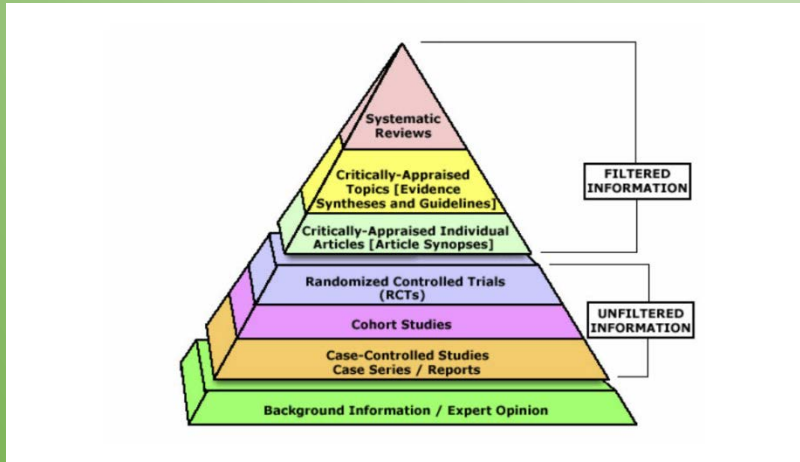 Systematic
Reviews
Critically-Appraised
Topics [Evidence
Syntheses and Guidelines]
Critically-Appraised Individual
Articles [Article Synopses]
FILTERED
INFORMATION
Randomized Controlled Trials
(RCTs)
Cohort Studies
Case-Controlled Studies
Case Series / Reports
UNFILTERED
INFORMATION
Background Information / Expert Opinion